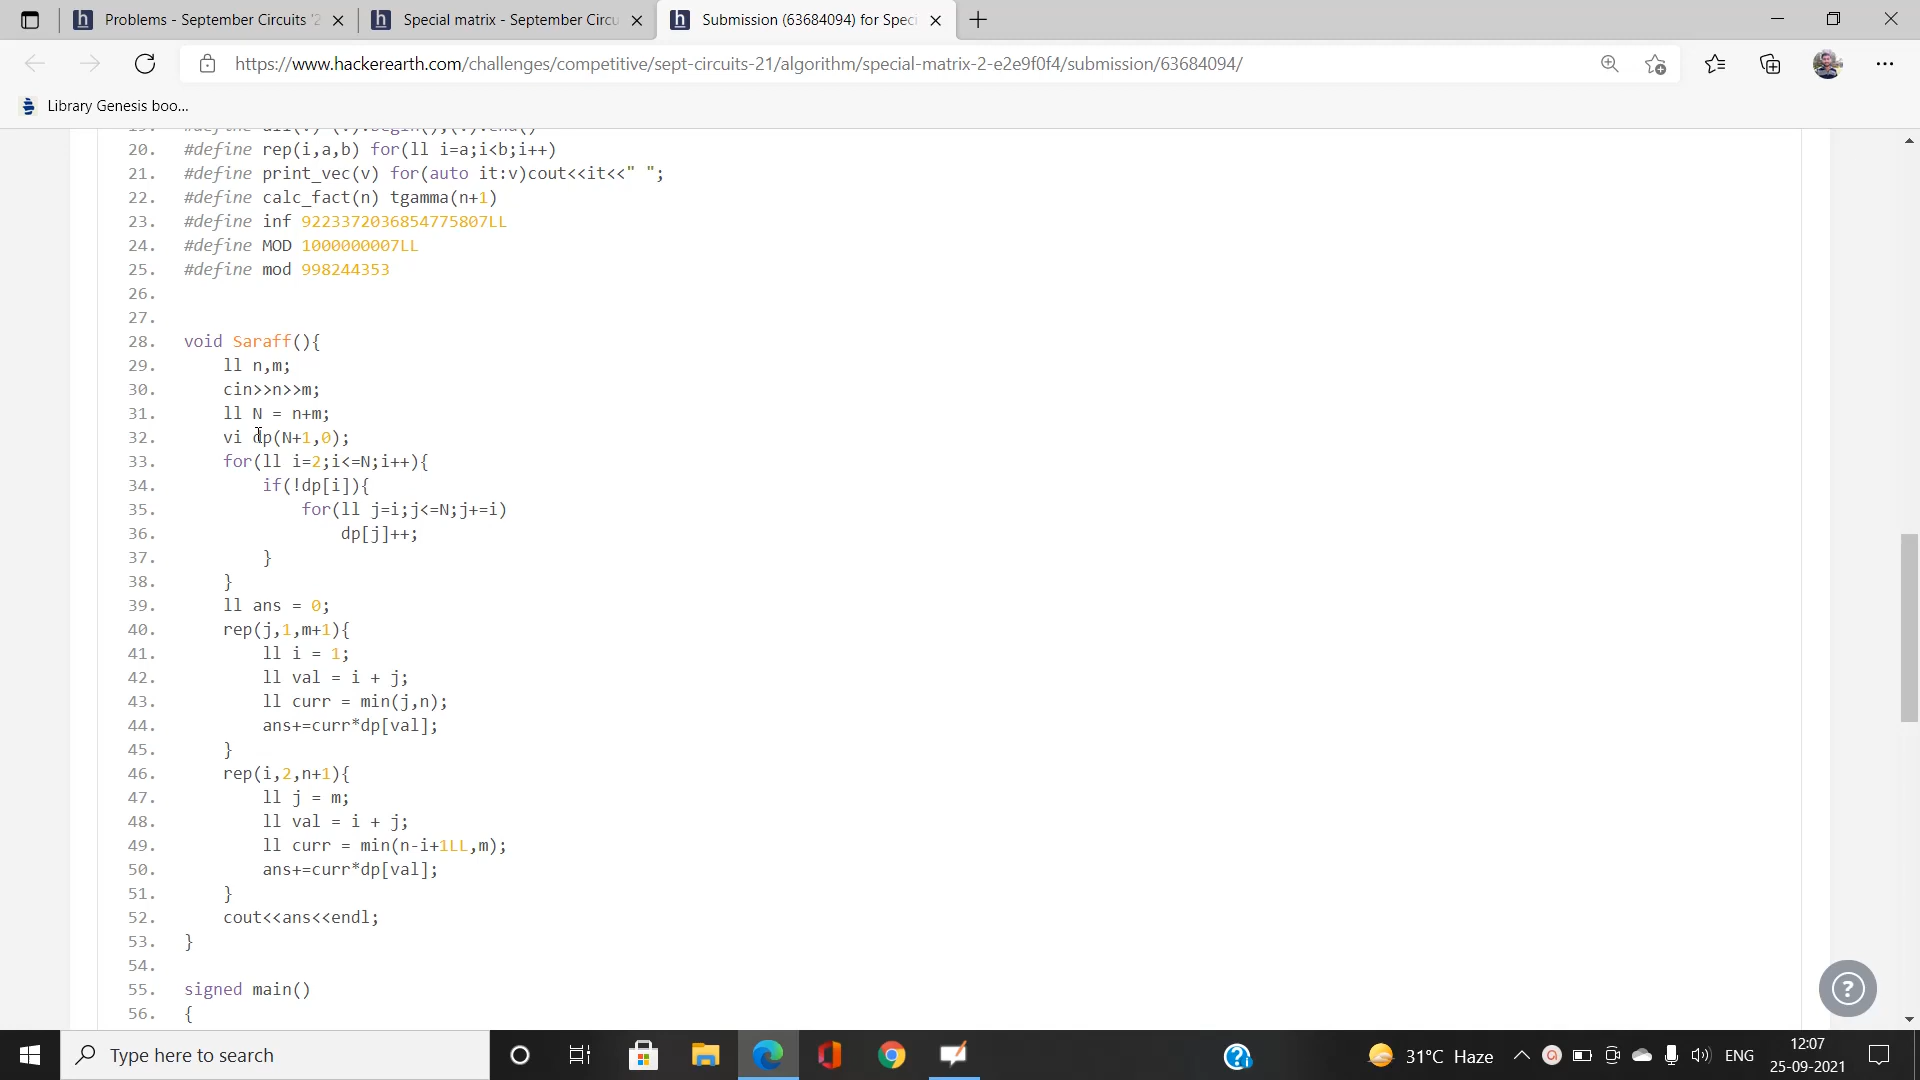 Problems - September Circuits '2
Special matrix - September Circu
Submission (63684094) for Speci
https://www.hackerearth.com/challenges/competitive/sept-circuits-21/algorithm/special-matrix-2-e2e9f0f4/submission/63684094/
Library Genesis boo...
19. #define all(v) (v).begin(),(v).end()
20. #define rep(i,a,b) for(ll i=a;i<b;i++)
21. #define print_vec(v) for(auto it:v)cout<<it<<" ";
22. #define calc_fact(n) tgamma(n+1)
23. #define inf 9223372036854775807LL
24. #define MOD 1000000007LL
25. #define mod 998244353
26.
27.
28. void Saraff(){
29. ll n,m;
30. cin>>n>>m;
31. ll N = n+m;
32. vi dp(N+1,0);
33. for(ll i=2;i<=N;i++){
34. if(!dp[i]){
35. for(ll j=i;j<=N;j+=i)
36. dp[j]++;
37. }
38. }
39. ll ans = 0;
40. rep(j,1,m+1){
41. ll i = 1;
42. ll val = i + j;
43. ll curr = min(j,n);
44. ans+=curr*dp[val];
45. }
46. rep(i,2,n+1){
47. ll j = m;
48. ll val = i + j;
49. ll curr = min(n-i+1LL,m);
50. ans+=curr*dp[val];
51. }
52. cout<<ans<<endl;
53. }
54.
55. signed main()
56. {
?
Type here to search
31°C Haze
ENG
12:07
25-09-2021